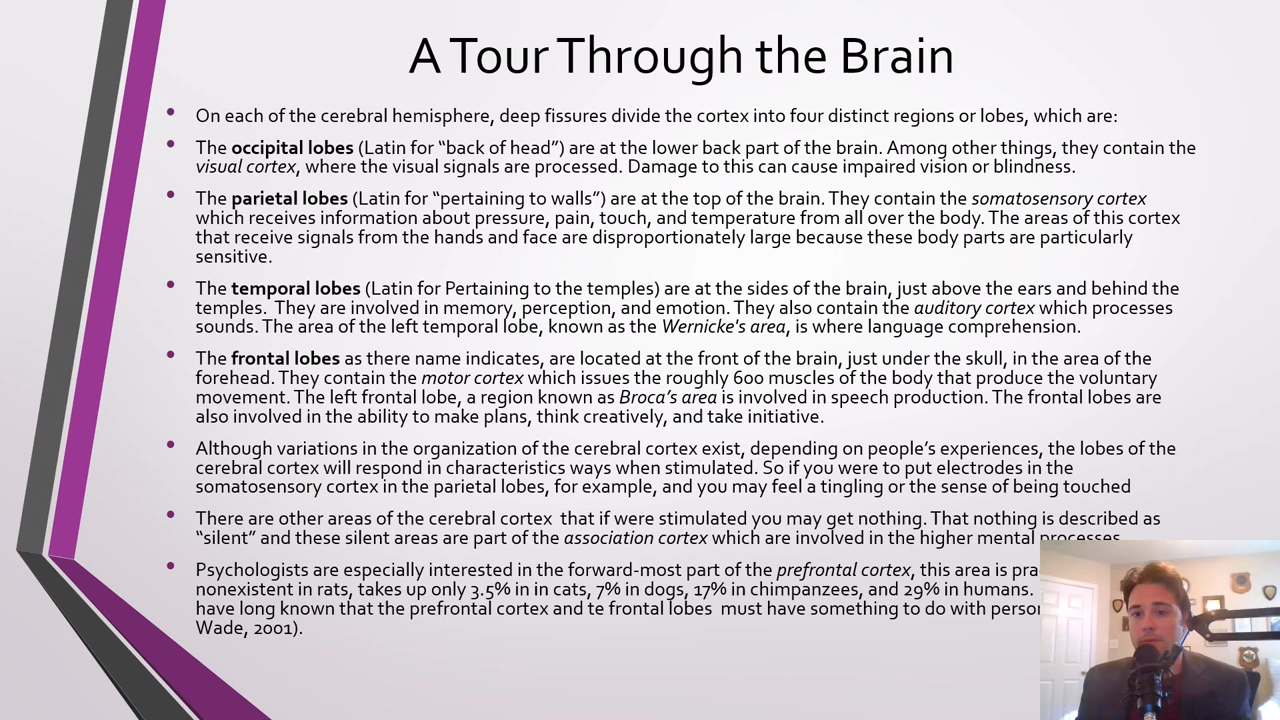 A Tour Through the Brain
• On each of the cerebral hemisphere, deep fissures divide the cortex into four distinct regions or lobes, which are:
• The occipital lobes (Latin for “back of head”) are at the lower back part of the brain. Among other things, they contain the
visual cortex, where the visual signals are processed. Damage to this can cause impaired vision or blindness.
• The parietal lobes (Latin for “pertaining to walls”) are at the top of the brain. They contain the somatosensory cortex
which receives information about pressure, pain, touch, and temperature from all over the body. The areas of this cortex
that receive signals from the hands and face are disproportionately large because these body parts are particularly
sensitive.
• The temporal lobes (Latin for Pertaining to the temples) are at the sides of the brain, just above the ears and behind the
temples. They are involved in memory, perception, and emotion. They also contain the auditory cortex which processes
sounds. The area of the left temporal lobe, known as the Wernicke's area, is where language comprehension.
• The frontal lobes as there name indicates, are located at the front of the brain, just under the skull, in the area of the
forehead. They contain the motor cortex which issues the roughly 600 muscles of the body that produce the voluntary
movement. The left frontal lobe, a region known as Broca’s area is involved in speech production. The frontal lobes are
also involved in the ability to make plans, think creatively, and take initiative.
• Although variations in the organization of the cerebral cortex exist, depending on people’s experiences, the lobes of the
cerebral cortex will respond in characteristics ways when stimulated. So if you were to put electrodes in the
somatosensory cortex in the parietal lobes, for example, and you may feel a tingling or the sense of being touched
• There are other areas of the cerebral cortex that if were stimulated you may get nothing. That nothing is described as
“silent” and these silent areas are part of the association cortex which are involved in the higher mental processes
• Psychologists are especially interested in the forward-most part of the prefrontal cortex, this area is
nonexistent in rats, takes up only 3.5% in in cats, 7% in dogs, 17% in chimpanzees, and 29% in humans.
have long known that the prefrontal cortex and te frontal lobes must have something to do with
Wade, 2001).